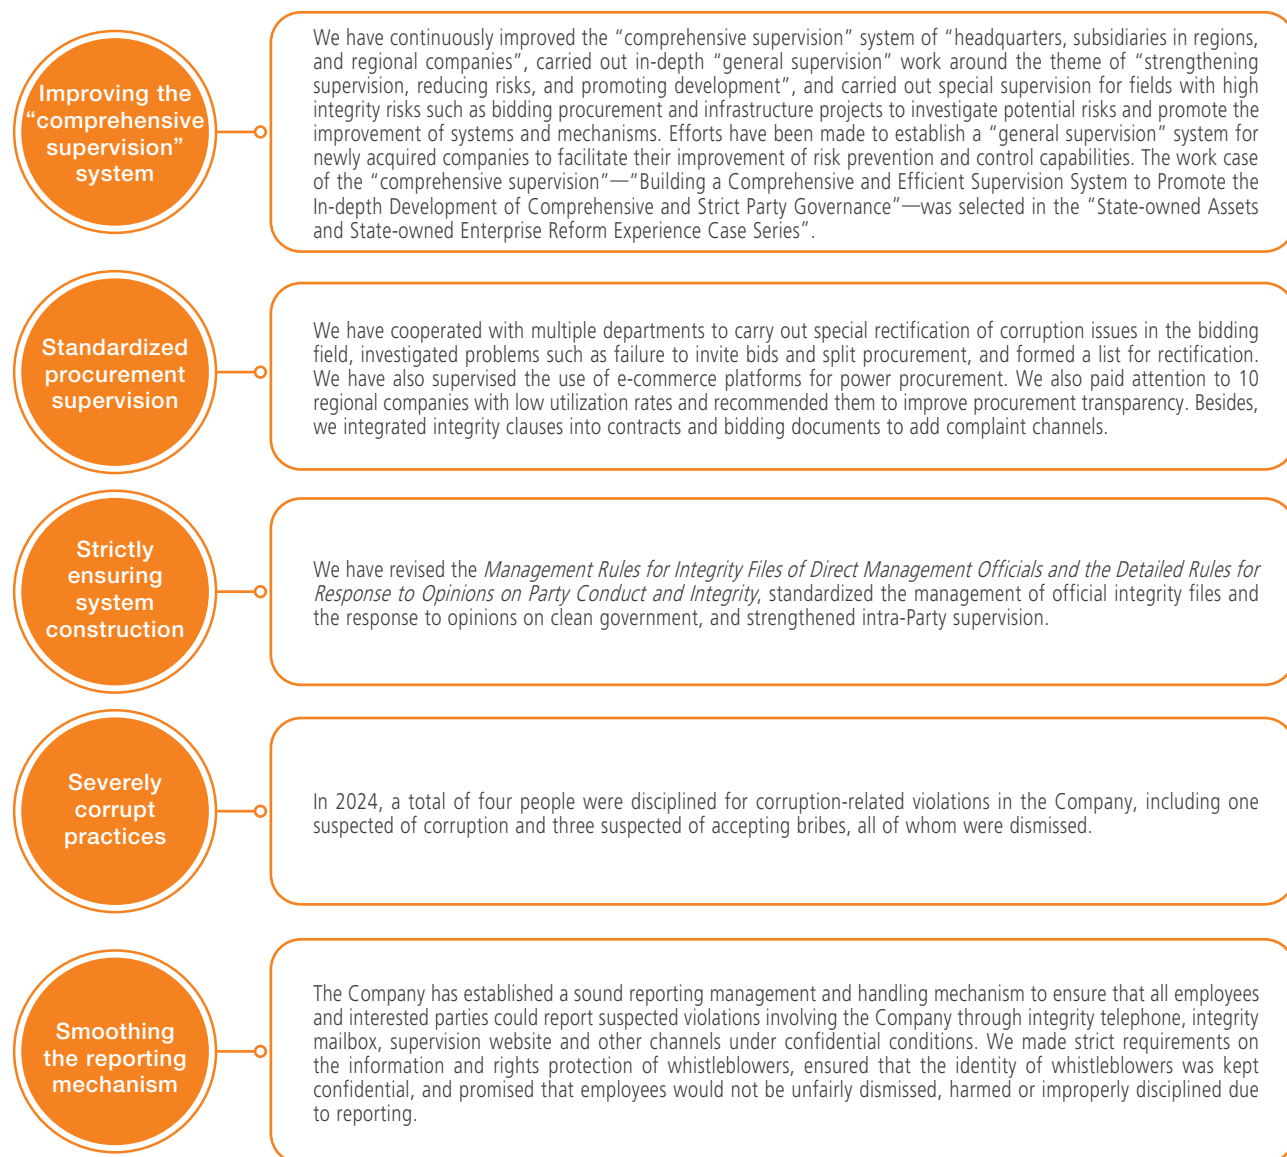 Improving the
“comprehensive
supervision”
system
We have continuously improved the “comprehensive supervision” system of “headquarters, subsidiaries in regions,
and regional companies”, carried out in-depth “general supervision” work around the theme of “strengthening
supervision, reducing risks, and promoting development”, and carried out special supervision for fields with high
integrity risks such as bidding procurement and infrastructure projects to investigate potential risks and promote the
improvement of systems and mechanisms. Efforts have been made to establish a “general supervision” system for
newly acquired companies to facilitate their improvement of risk prevention and control capabilities. The work case
of the “comprehensive supervision”—”Building a Comprehensive and Efficient Supervision System to Promote the
In-depth Development of Comprehensive and Strict Party Governance”—was selected in the “State-owned Assets
and State-owned Enterprise Reform Experience Case Series”.
Standardized
procurement
supervision
We have cooperated with multiple departments to carry out special rectification of corruption issues in the bidding
field, investigated problems such as failure to invite bids and split procurement, and formed a list for rectification.
We have also supervised the use of e-commerce platforms for power procurement. We also paid attention to 10
regional companies with low utilization rates and recommended them to improve procurement transparency. Besides,
we integrated integrity clauses into contracts and bidding documents to add complaint channels.
Strictly
ensuring
system
construction
We have revised the Management Rules for Integrity Files of Direct Management Officials and the Detailed Rules for
Response to Opinions on Party Conduct and Integrity, standardized the management of official integrity files and
the response to opinions on clean government, and strengthened intra-Party supervision.
Severely
corrupt
practices
In 2024, a total of four people were disciplined for corruption-related violations in the Company, including one
suspected of corruption and three suspected of accepting bribes, all of whom were dismissed.
Smoothing
the reporting
mechanism
The Company has established a sound reporting management and handling mechanism to ensure that all employees
and interested parties could report suspected violations involving the Company through integrity telephone, integrity
mailbox, supervision website and other channels under confidential conditions. We made strict requirements on
the information and rights protection of whistleblowers, ensured that the identity of whistleblowers was kept
confidential, and promised that employees would not be unfairly dismissed, harmed or improperly disciplined due
to reporting.